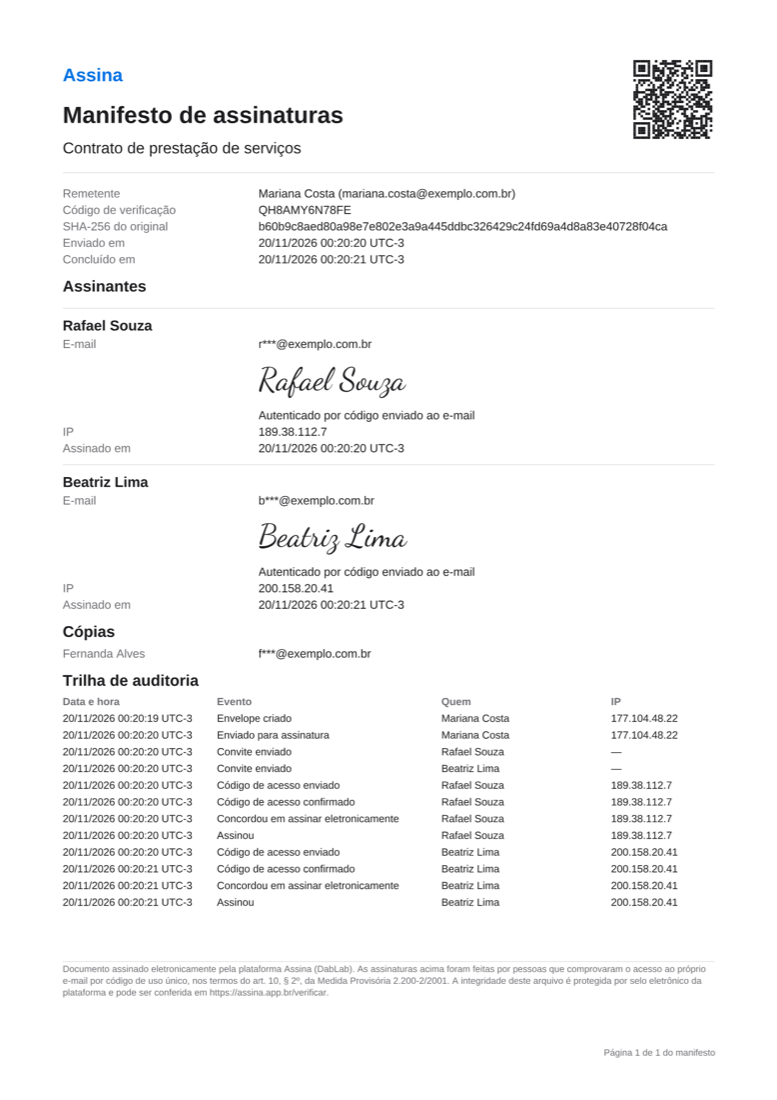 Assina
Manifesto de assinaturas
Contrato de prestação de serviços
Remetente Mariana Costa (mariana.costa@exemplo.com.br)
Código de verificação QH8AMY6N78FE
SHA-256 do original b60b9c8aed80a98e7e802e3a9a445ddbc326429c24fd69a4d8a83e40728f04ca
Enviado em 20/11/2026 00:20:20 UTC-3
Concluído em 20/11/2026 00:20:21 UTC-3
Assinantes
Rafael Souza
E-mail r***@exemplo.com.br
Rafael Souza
Autenticado por código enviado ao e-mail
IP 189.38.112.7
Assinado em 20/11/2026 00:20:20 UTC-3
Beatriz Lima
E-mail b***@exemplo.com.br
Beatriz Lima
Autenticado por código enviado ao e-mail
IP 200.158.20.41
Assinado em 20/11/2026 00:20:21 UTC-3
Cópias
Fernanda Alves f***@exemplo.com.br
Trilha de auditoria
Data e hora Evento Quem IP
20/11/2026 00:20:19 UTC-3 Envelope criado Mariana Costa 177.104.48.22
20/11/2026 00:20:20 UTC-3 Enviado para assinatura Mariana Costa 177.104.48.22
20/11/2026 00:20:20 UTC-3 Convite enviado Rafael Souza —
20/11/2026 00:20:20 UTC-3 Convite enviado Beatriz Lima —
20/11/2026 00:20:20 UTC-3 Código de acesso enviado Rafael Souza 189.38.112.7
20/11/2026 00:20:20 UTC-3 Código de acesso confirmado Rafael Souza 189.38.112.7
20/11/2026 00:20:20 UTC-3 Concordou em assinar eletronicamente Rafael Souza 189.38.112.7
20/11/2026 00:20:20 UTC-3 Assinou Rafael Souza 189.38.112.7
20/11/2026 00:20:20 UTC-3 Código de acesso enviado Beatriz Lima 200.158.20.41
20/11/2026 00:20:21 UTC-3 Código de acesso confirmado Beatriz Lima 200.158.20.41
20/11/2026 00:20:21 UTC-3 Concordou em assinar eletronicamente Beatriz Lima 200.158.20.41
20/11/2026 00:20:21 UTC-3 Assinou Beatriz Lima 200.158.20.41
Documento assinado eletronicamente pela plataforma Assina (DabLab). As assinaturas acima foram feitas por pessoas que comprovaram o acesso ao próprio
e-mail por código de uso único, nos termos do art. 10, § 2º, da Medida Provisória 2.200-2/2001. A integridade deste arquivo é protegida por selo eletrônico da
plataforma e pode ser conferida em https://assina.app.br/verificar.
Página 1 de 1 do manifesto